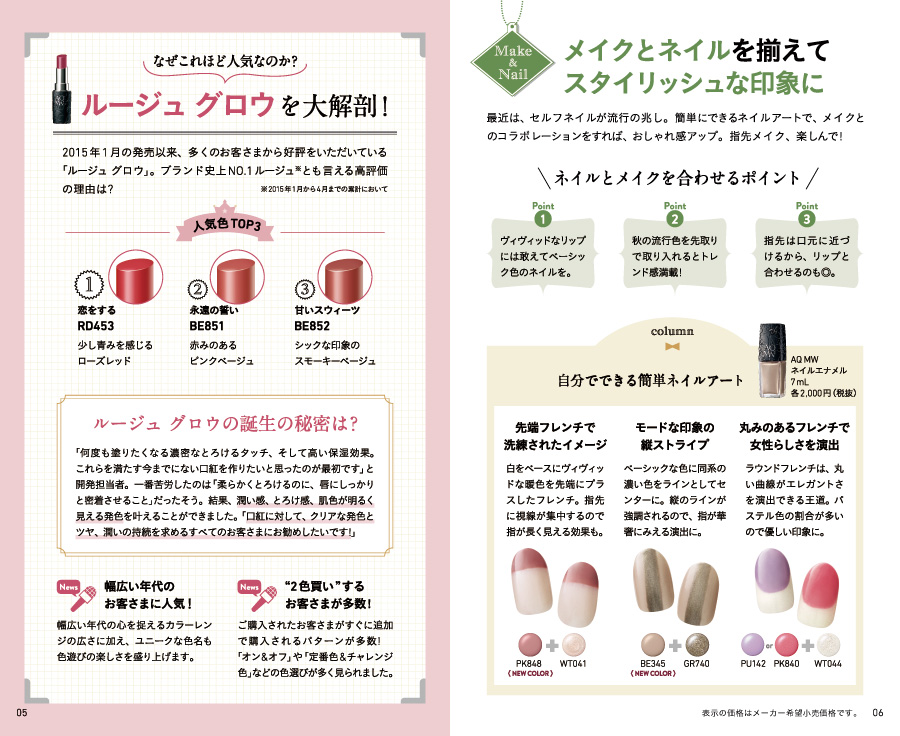 なぜこれほど人気なのか?
ルージュ グロウを大解剖!
2015年1月の発売以来、多くのお客さまから好評をいただいている
「ルージュ グロウ」。ブランド史上NO.1ルージュ※とも言える高評価
の理由は?
※2015年1月から4月までの累計において
人気色TOP3
1
恋をする
RD453
少し青みを感じる
ローズレッド
2
永遠の誓い
BE851
赤みのある
ピンクベージュ
3
甘いスウィーツ
BE852
シックな印象の
スモーキーベージュ
ルージュ グロウの誕生の秘密は?
「何度も塗りたくなる濃密なとろけるタッチ、そして高い保湿効果。
これらを満たす今までにない口紅を作りたいと思ったのが最初です」と
開発担当者。一番苦労したのは「柔らかくとろけるのに、唇にしっかり
と密着させること」だったそう。結果、潤い感、とろけ感、肌色が明るく
見える発色を叶えることができました。「口紅に対して、クリアな発色と
ツヤ、潤いの持続を求めるすべてのお客さまにお勧めしたいです!」
News
幅広い年代の
お客さまに人気!
幅広い年代の心を捉えるカラーレン
ジの広さに加え、ユニークな色名も
色遊びの楽しさを盛り上げます。
News
“2色買い”する
お客さまが多数!
ご購入されたお客さまがすぐに追加
で購入されるパターンが多数!
「オン&オフ」や「定番色&チャレンジ
色」などの色選びが多く見られました。
05
Make
&
Nail
メイクとネイルを揃えて
スタイリッシュな印象に
最近は、セルフネイルが流行の兆し。簡単にできるネイルアートで、メイクと
のコラボレーションをすれば、おしゃれ感アップ。指先メイク、楽しんで!
ネイルとメイクを合わせるポイント
Point
1
ヴィヴィッドなリップ
には敢えてベーシッ
ク色のネイルを。
Point
2
秋の流行色を先取り
で取り入れるとトレ
ンド感満載!
Point
3
指先は口元に近づ
けるから、リップと
合わせるのも◎。
column
自分でできる簡単ネイルアート
AQ MW
ネイルエナメル
7mL
各2,000円(税抜)
先端フレンチで
洗練されたイメージ
白をベースにヴィヴィッ
ドな暖色を先端にプラ
スしたフレンチ。指先
に視線が集中するので
指が長く見える効果も。
PK848
(NEW COLOR)
WT041
モードな印象の
縦ストライプ
ベーシックな色に同系の
濃い色をラインとしてセ
ンターに。縦のラインが
強調されるので、指が華
奢にみえる演出に。
BE345
(NEW COLOR)
GR740
丸みのあるフレンチで
女性らしさを演出
ラウンドフレンチは、丸
い曲線がエレガントさ
を演出できる王道。パ
ステル色の割合が多い
ので優しい印象に。
PU142 or PK840
WT044
表示の価格はメーカー希望小売価格です。
06